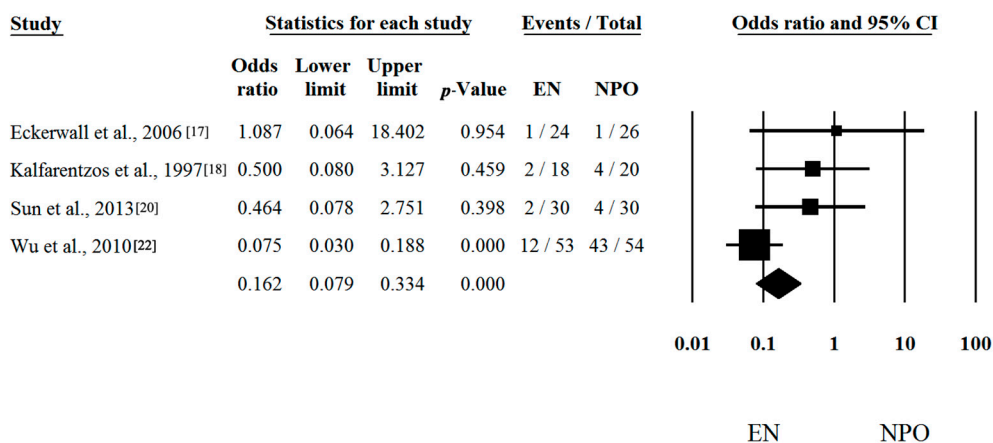 Study Statistics for each study Events / Total Odds ratio and 95% CI
Odds ratio Lower limit Upper limit p-Value EN NPO
Eckerwall et al., 2006 [17] 1.087 0.064 18.402 0.954 1 / 24 1 / 26
Kalfarentzos et al., 1997[18] 0.500 0.080 3.127 0.459 2 / 18 4 / 20
Sun et al., 2013[20] 0.464 0.078 2.751 0.398 2 / 30 4 / 30
Wu et al., 2010[22] 0.075 0.030 0.188 0.000 12 / 53 43 / 54
0.162 0.079 0.334 0.000
0.01 0.1 1 10 100
EN NPO